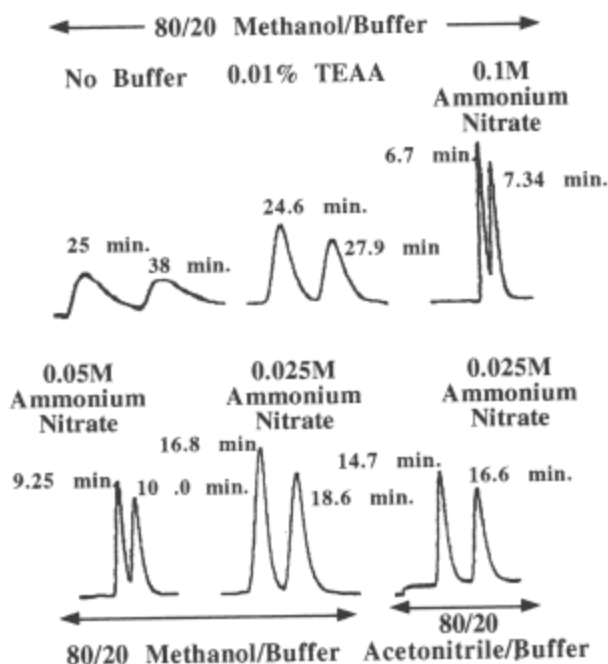 80/20 Methanol/Buffer
No Buffer
0.01% TEAA
0.1M
Ammonium
Nitrate
6.7 min.
7.34 min.
24.6 min.
27.9 min
25 min.
38 min.
0.05M
Ammonium
Nitrate
0.025M
Ammonium
Nitrate
0.025M
Ammonium
Nitrate
9.25 min.
10 .0 min.
16.8 min.
18.6 min.
14.7 min.
16.6 min.
80/20 Methanol/Buffer
80/20
Acetonitrile/Buffer